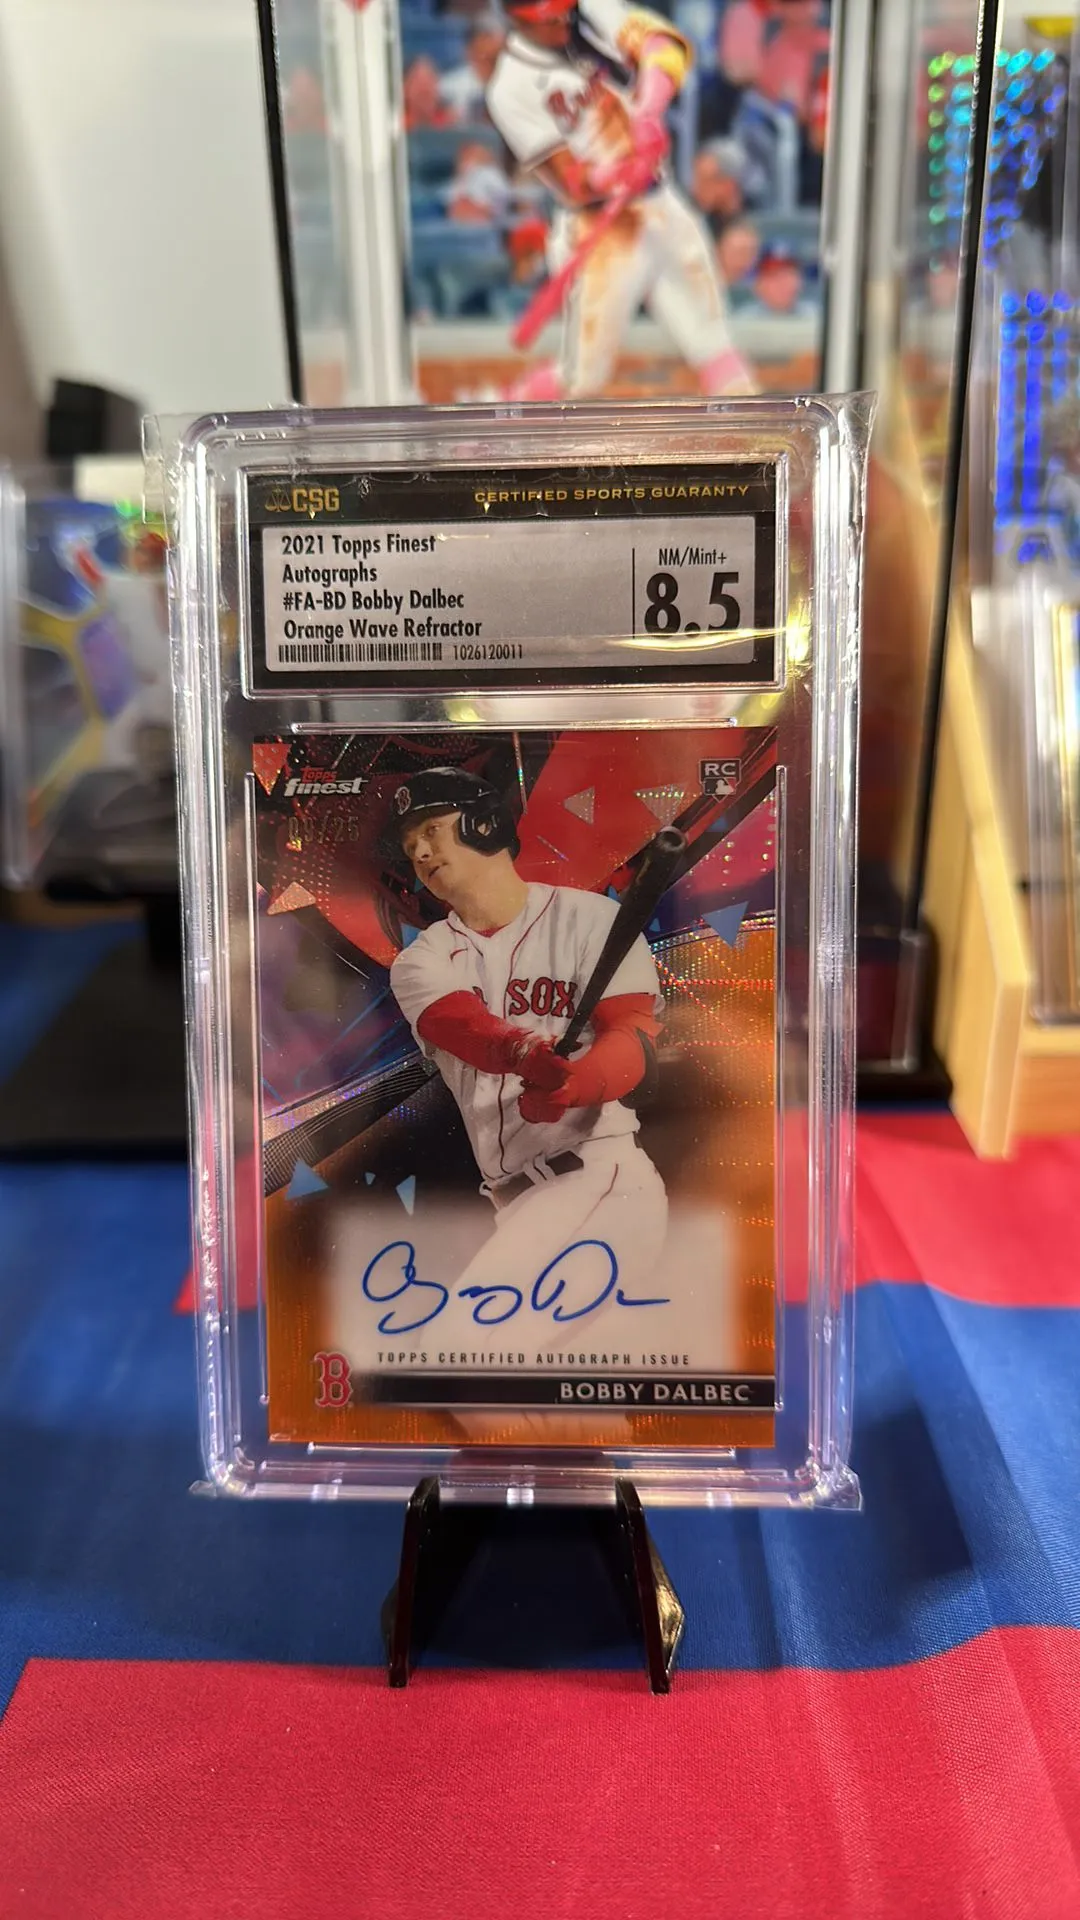 CSG CERTIFIED SPORTS GUARANTY
2021 Topps Finest
Autographs
#FA-BD Bobby Dalbec
Orange Wave Refractor
1026120011
NM/Mint+
8.5
Topps
finest
RC
/25
B
SOX
TOPPS CERTIFIED AUTOGRAPH ISSUE
B
BOBBY DALBEC